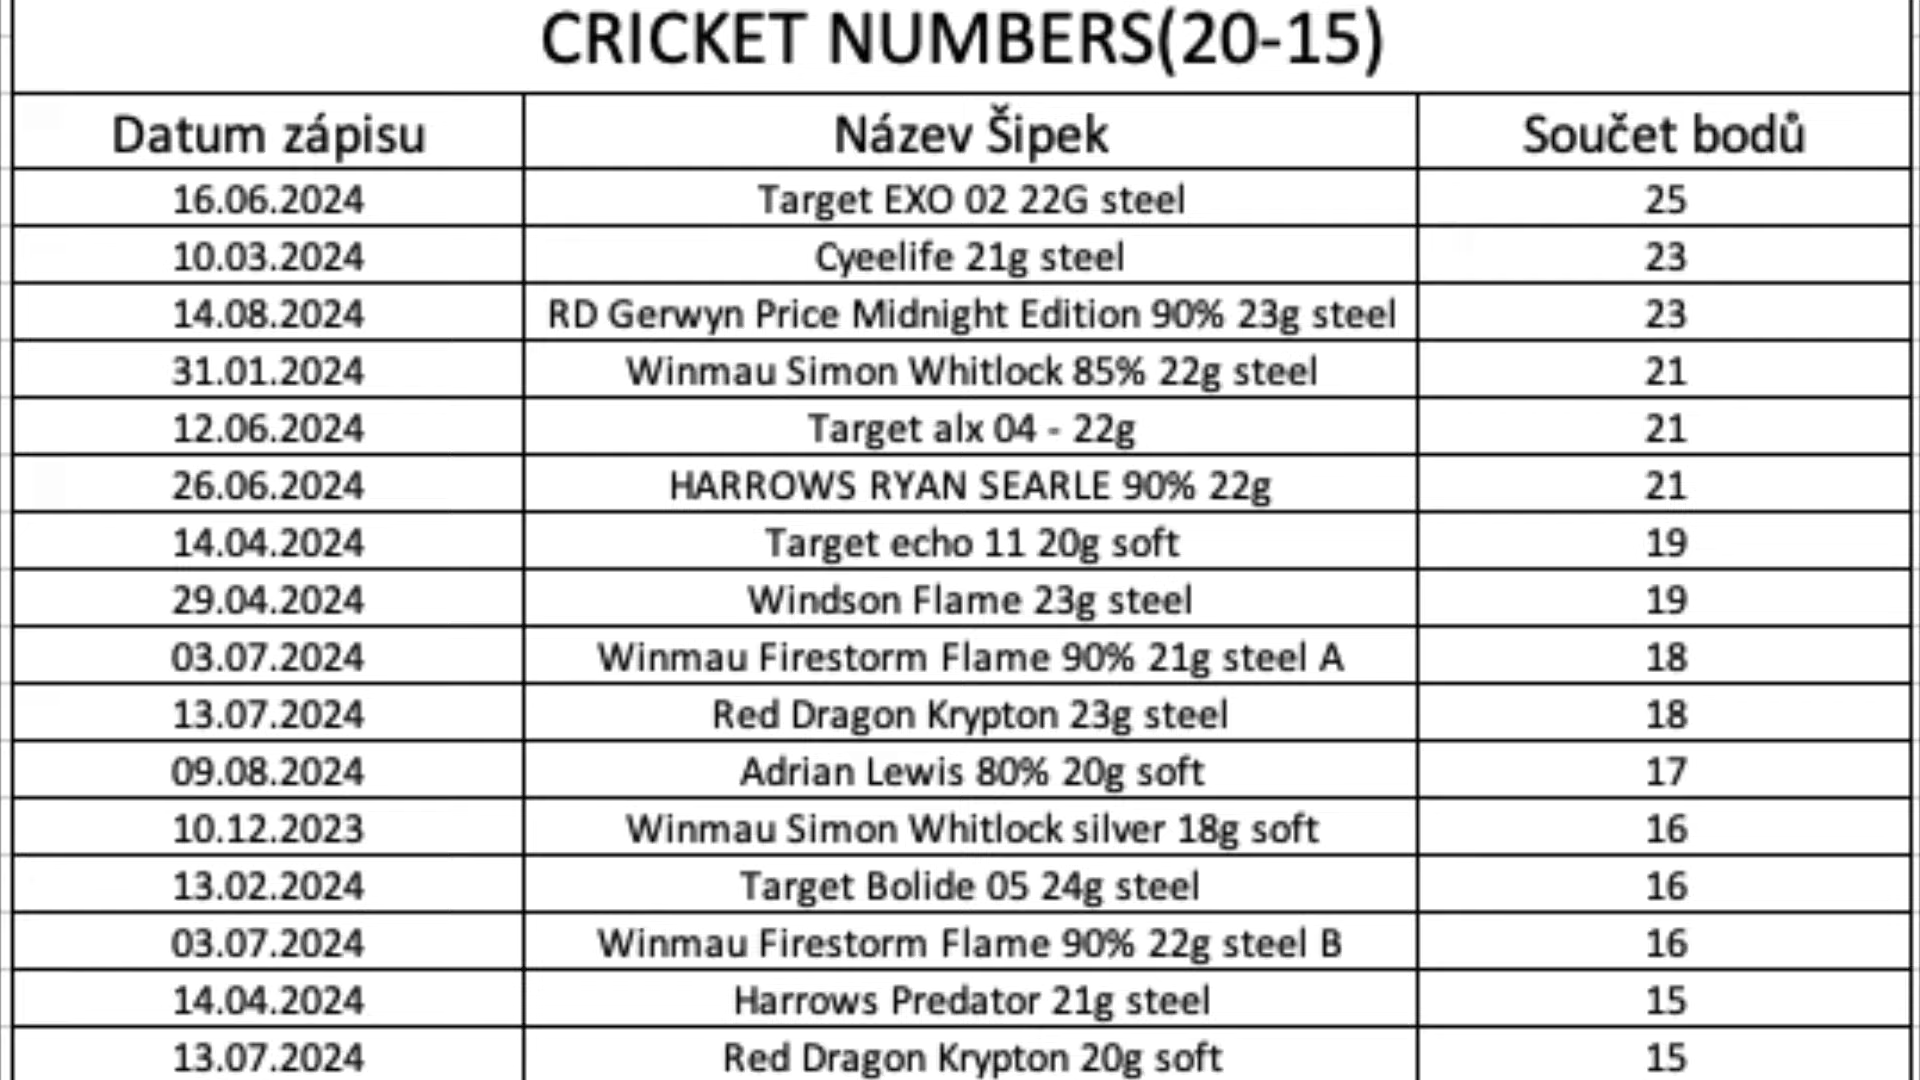 CRICKET NUMBERS(20-15)
Datum zápisu Název Šipek Součet bodů
16.06.2024 Target EXO 02 22G steel 25
10.03.2024 Cyeelife 21g steel 23
14.08.2024 RD Gerwyn Price Midnight Edition 90% 23g steel 23
31.01.2024 Winmau Simon Whitlock 85% 22g steel 21
12.06.2024 Target alx 04 - 22g 21
26.06.2024 HARROWS RYAN SEARLE 90% 22g 21
14.04.2024 Target echo 11 20g soft 19
29.04.2024 Windson Flame 23g steel 19
03.07.2024 Winmau Firestorm Flame 90% 21g steel A 18
13.07.2024 Red Dragon Krypton 23g steel 18
09.08.2024 Adrian Lewis 80% 20g soft 17
10.12.2023 Winmau Simon Whitlock silver 18g soft 16
13.02.2024 Target Bolide 05 24g steel 16
03.07.2024 Winmau Firestorm Flame 90% 22g steel B 16
14.04.2024 Harrows Predator 21g steel 15
13.07.2024 Red Dragon Krypton 20g soft 15